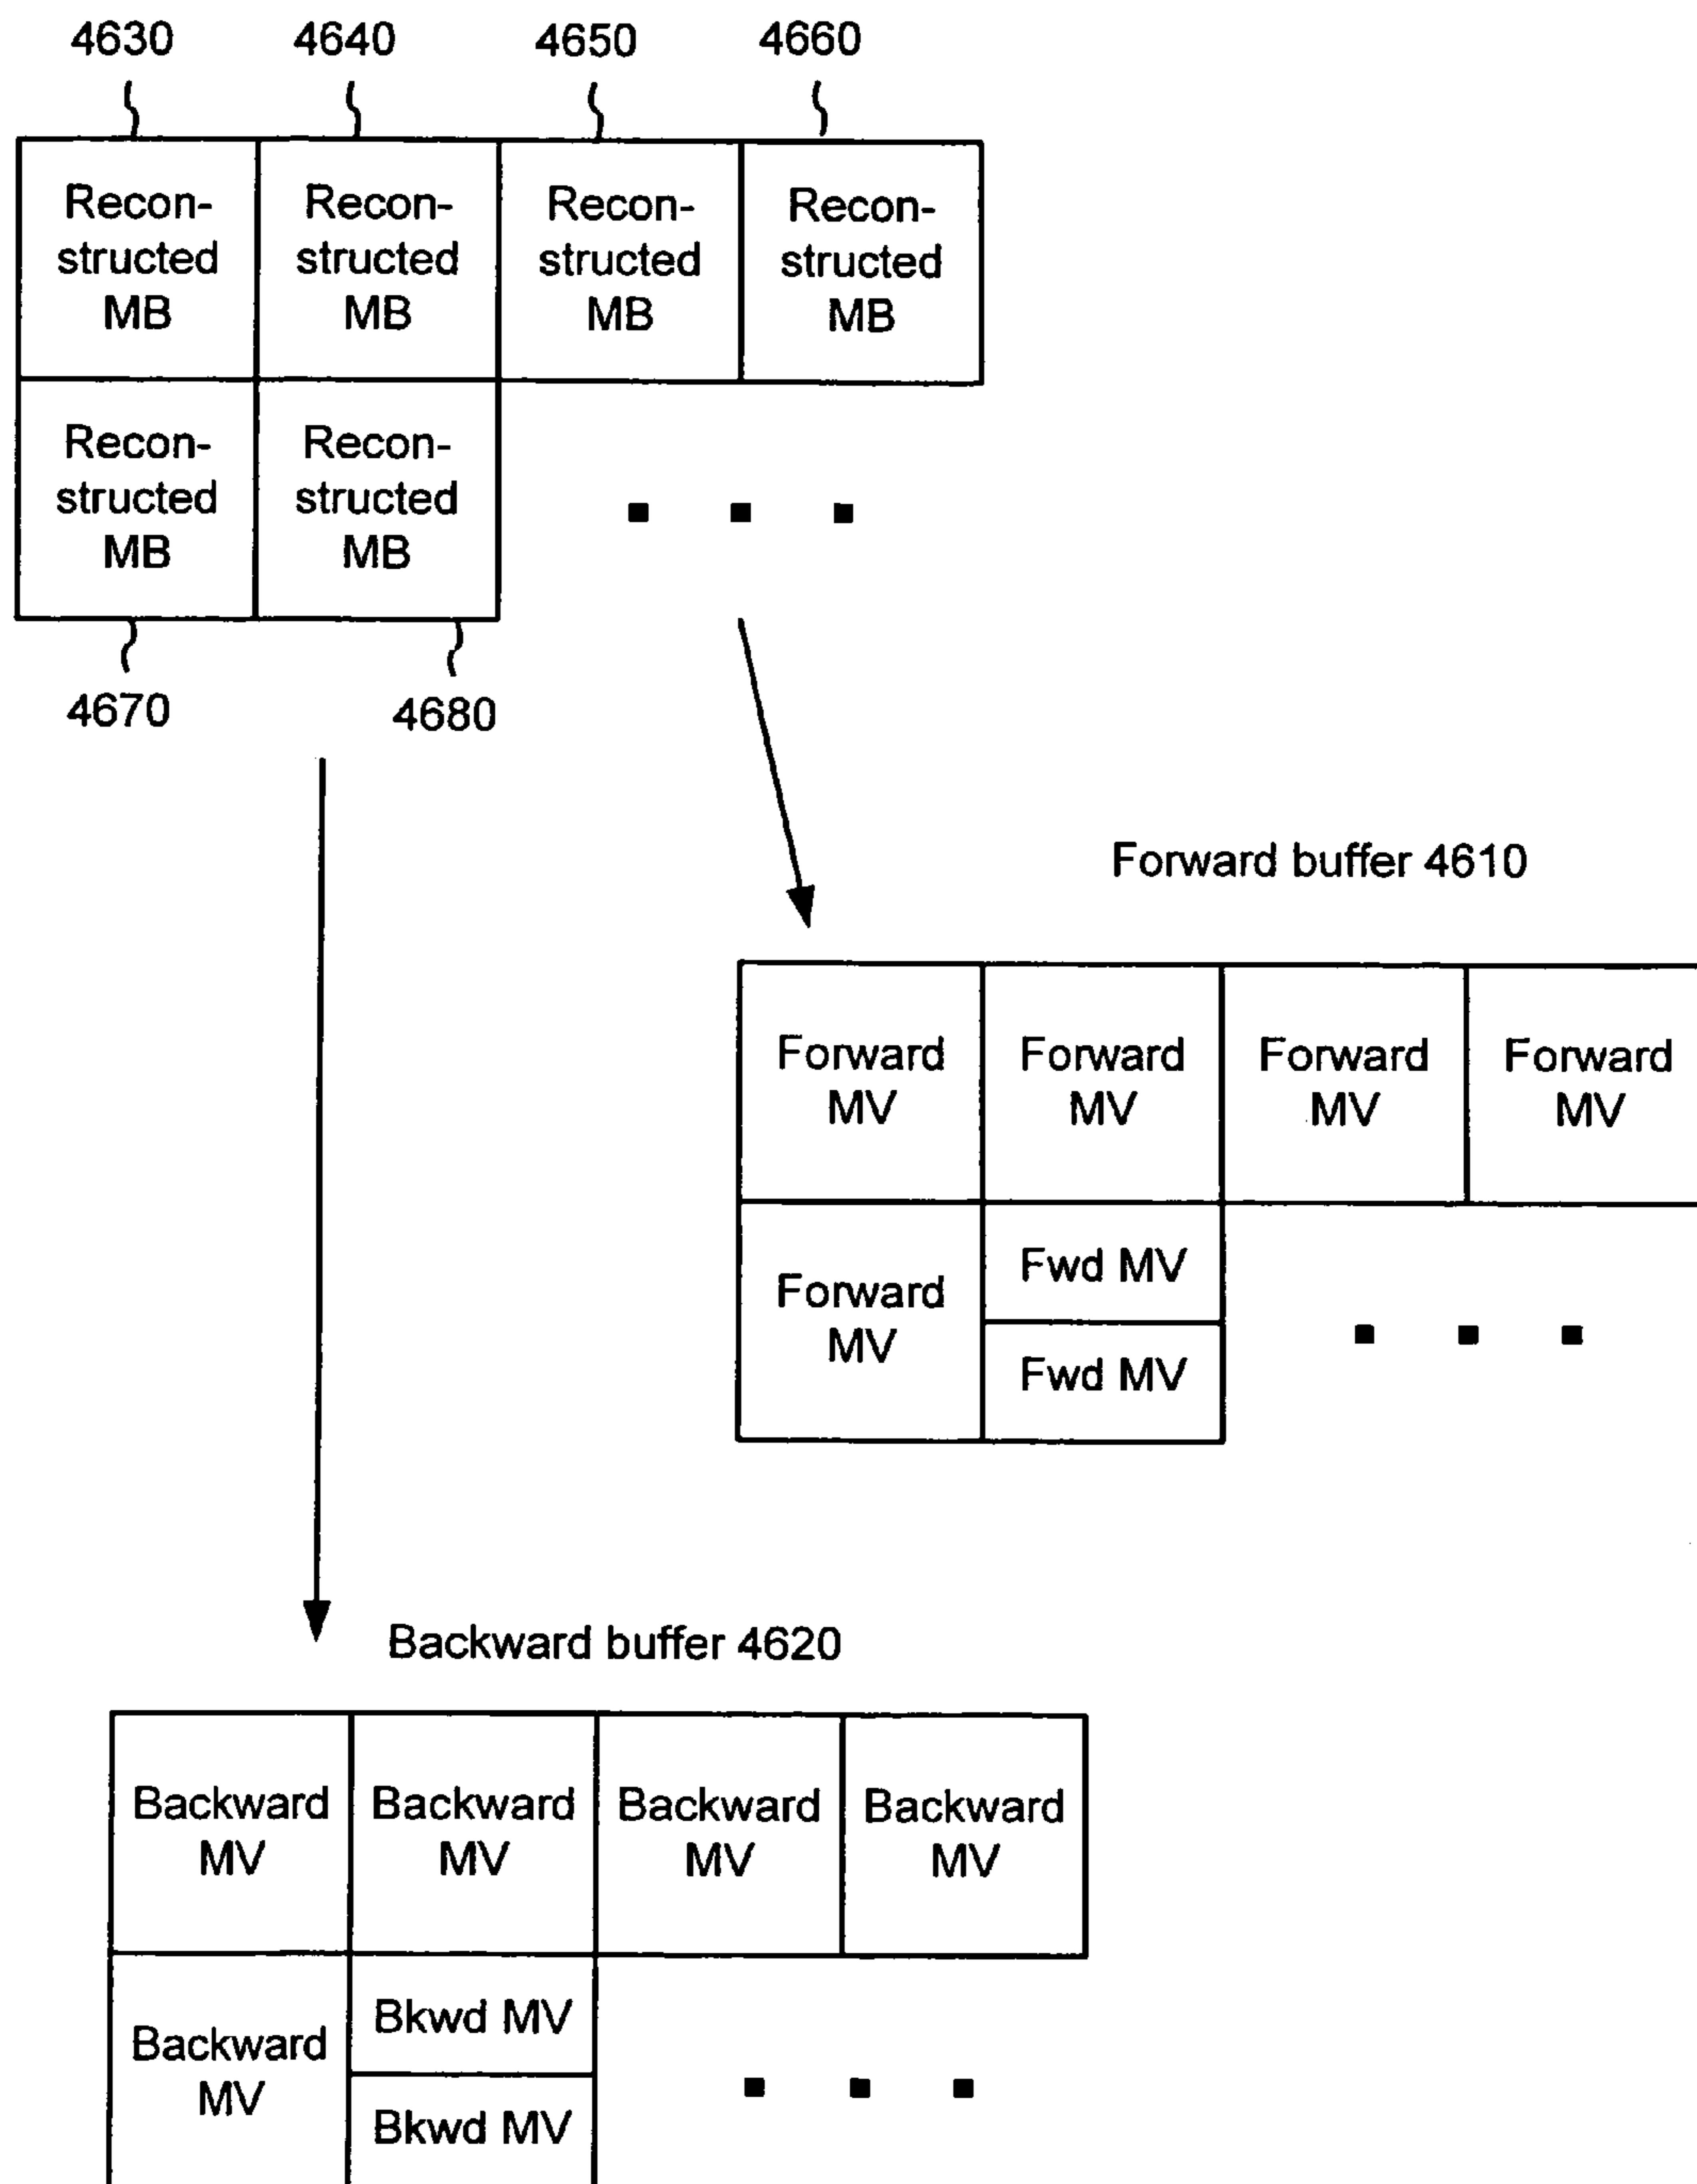 4630 4640 4650 4660
Recon- Recon- Recon- Recon-
structed structed structed structed
MB MB MB MB
Recon- Recon-
structed structed
MB MB
4670 4680
Forward buffer 4610
Forward Forward Forward Forward
MV MV MV MV
Forward
MV
Fwd MV
Fwd MV
Backward buffer 4620
Backward Backward Backward Backward
MV MV MV MV
Backward
MV
Bkwd MV
Bkwd MV